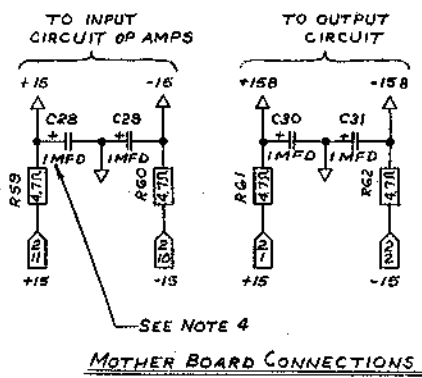 TO INPUT
CIRCUIT OP AMPS
TO OUTPUT
CIRCUIT
+15
-15
+15B
-15B
C28
C29
C30
C31
+
+
+
+
1MFD
1MFD
1MFD
1MFD
R59
4.7Ω
R60
4.7Ω
R61
4.7Ω
R62
4.7Ω
2/11
2/10
2/1
2/2
+15
-15
+15
-15
SEE NOTE 4
MOTHER BOARD CONNECTIONS